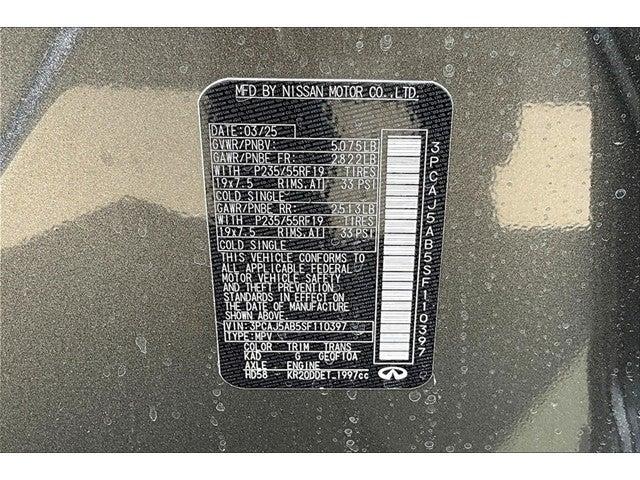 MFD BY NISSAN MOTOR CO.,LTD.
DATE: 03/25
GVWR/PNBV: 5,075LB
GAWR/PNBE FR: 2,822LB
WITH P235/55RF19 TIRES
19x7.5 RIMS.AT 33 PSI
COLD SINGLE
GAWR/PNBE RR: 2,513LB
WITH P235/55RF19 TIRES
19x7.5 RIMS.AT 33 PSI
COLD SINGLE
THIS VEHICLE CONFORMS TO
ALL APPLICABLE FEDERAL
MOTOR VEHICLE SAFETY
AND THEFT PREVENTION
STANDARDS IN EFFECT ON
THE DATE OF MANUFACTURE
SHOWN ABOVE.
VIN: 3PCAJ5AB5SF110397
TYPE: MPV
COLOR TRIM TRANS
KAD G GE0F10A
AXLE ENGINE
HD58 KR20DDET 1997cc
3PCAJ5AB5SF110397